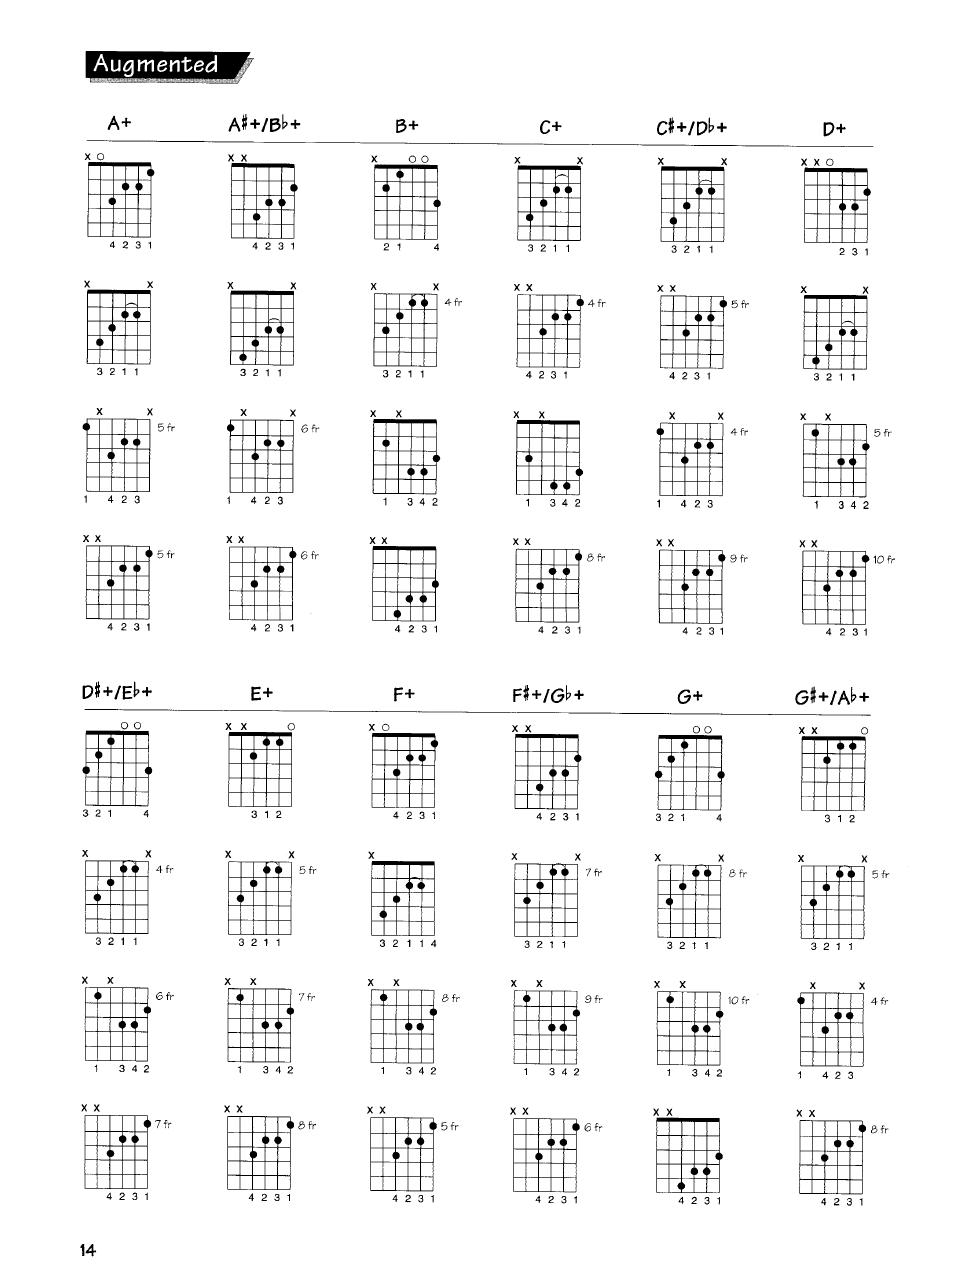 Augmented
A+ A#+/B♭+ B+ C+ C#+/D♭+ D+
x o x x x o o x x x x x x o
4 2 3 1 4 2 3 1 2 1 4 3 2 1 1 3 2 1 1 2 3 1
x x x x x x x x x x x x
4 fr 4 fr 5 fr
3 2 1 1 3 2 1 1 3 2 1 1 4 2 3 1 4 2 3 1 3 2 1 1
x x x x x x x x x x x x
5 fr 6 fr 4 fr 5 fr
1 4 2 3 1 4 2 3 1 3 4 2 1 3 4 2 1 4 2 3 1 3 4 2
x x x x x x x x x x x x
5 fr 6 fr 8 fr 9 fr 10 fr
4 2 3 1 4 2 3 1 4 2 3 1 4 2 3 1 4 2 3 1 4 2 3 1
D#+/E♭+ E+ F+ F#+/G♭+ G+ G#+/A♭+
o o x x o x o x x o o x x o
3 2 1 4 3 1 2 4 2 3 1 4 2 3 1 3 2 1 4 3 1 2
x x x x x x x x x x x
4 fr 5 fr 7 fr 8 fr 5 fr
3 2 1 1 3 2 1 1 3 2 1 1 4 3 2 1 1 3 2 1 1 3 2 1 1
x x x x x x x x x x x x
6 fr 7 fr 8 fr 9 fr 10 fr 4 fr
1 3 4 2 1 3 4 2 1 3 4 2 1 3 4 2 1 3 4 2 1 4 2 3
x x x x x x x x x x x x
7 fr 8 fr 5 fr 6 fr 8 fr
4 2 3 1 4 2 3 1 4 2 3 1 4 2 3 1 4 2 3 1 4 2 3 1
14